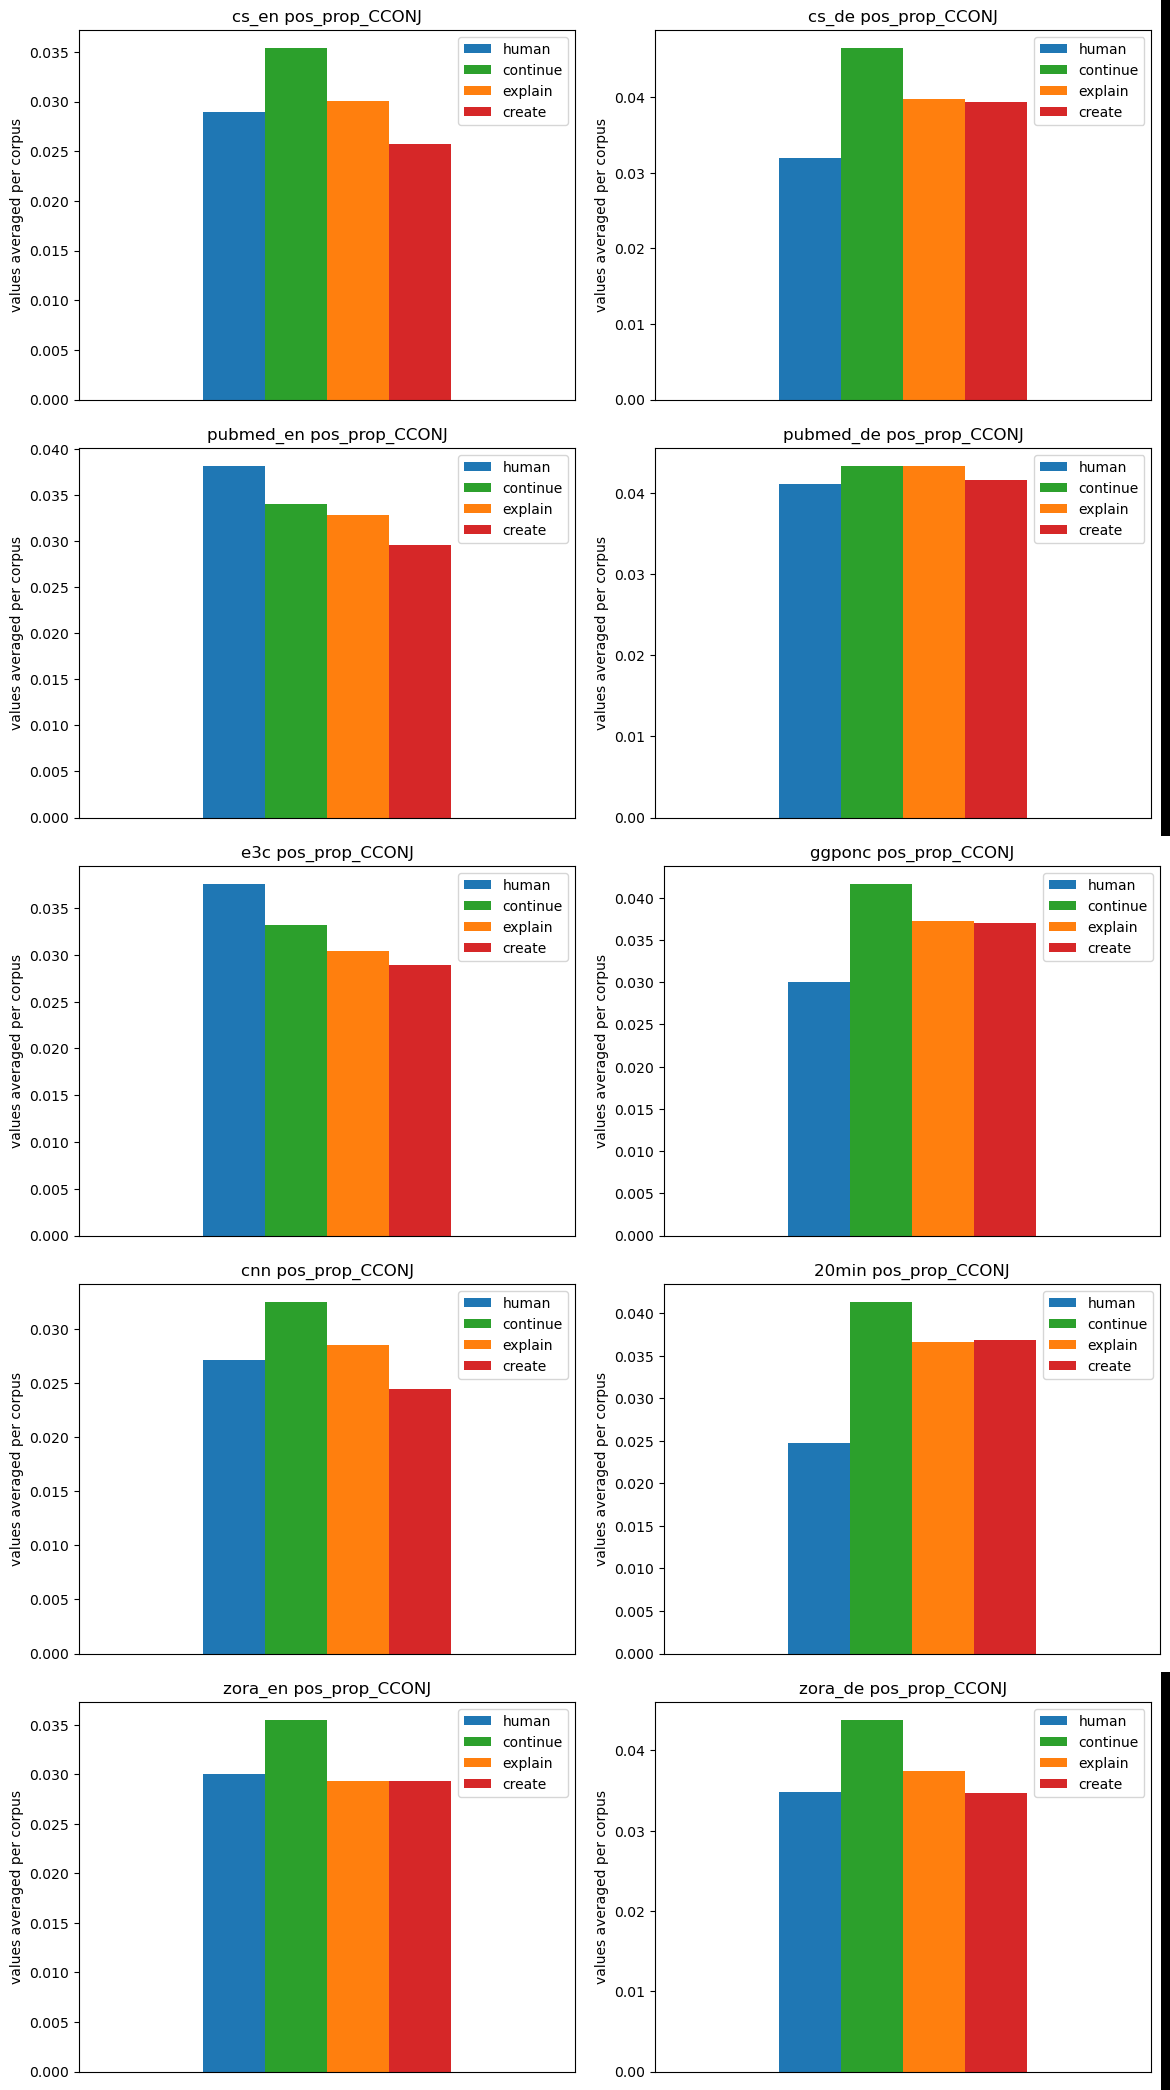 cs_en pos_prop_CCONJ
values averaged per corpus
0.035
0.030
0.025
0.020
0.015
0.010
0.005
0.000
human
continue
explain
create
cs_de pos_prop_CCONJ
values averaged per corpus
0.04
0.03
0.02
0.01
0.00
human
continue
explain
create
pubmed_en pos_prop_CCONJ
values averaged per corpus
0.040
0.035
0.030
0.025
0.020
0.015
0.010
0.005
0.000
human
continue
explain
create
pubmed_de pos_prop_CCONJ
values averaged per corpus
0.04
0.03
0.02
0.01
0.00
human
continue
explain
create
e3c pos_prop_CCONJ
values averaged per corpus
0.035
0.030
0.025
0.020
0.015
0.010
0.005
0.000
human
continue
explain
create
ggponc pos_prop_CCONJ
values averaged per corpus
0.040
0.035
0.030
0.025
0.020
0.015
0.010
0.005
0.000
human
continue
explain
create
cnn pos_prop_CCONJ
values averaged per corpus
0.030
0.025
0.020
0.015
0.010
0.005
0.000
human
continue
explain
create
20min pos_prop_CCONJ
values averaged per corpus
0.040
0.035
0.030
0.025
0.020
0.015
0.010
0.005
0.000
human
continue
explain
create
zora_en pos_prop_CCONJ
values averaged per corpus
0.035
0.030
0.025
0.020
0.015
0.010
0.005
0.000
human
continue
explain
create
zora_de pos_prop_CCONJ
values averaged per corpus
0.04
0.03
0.02
0.01
0.00
human
continue
explain
create